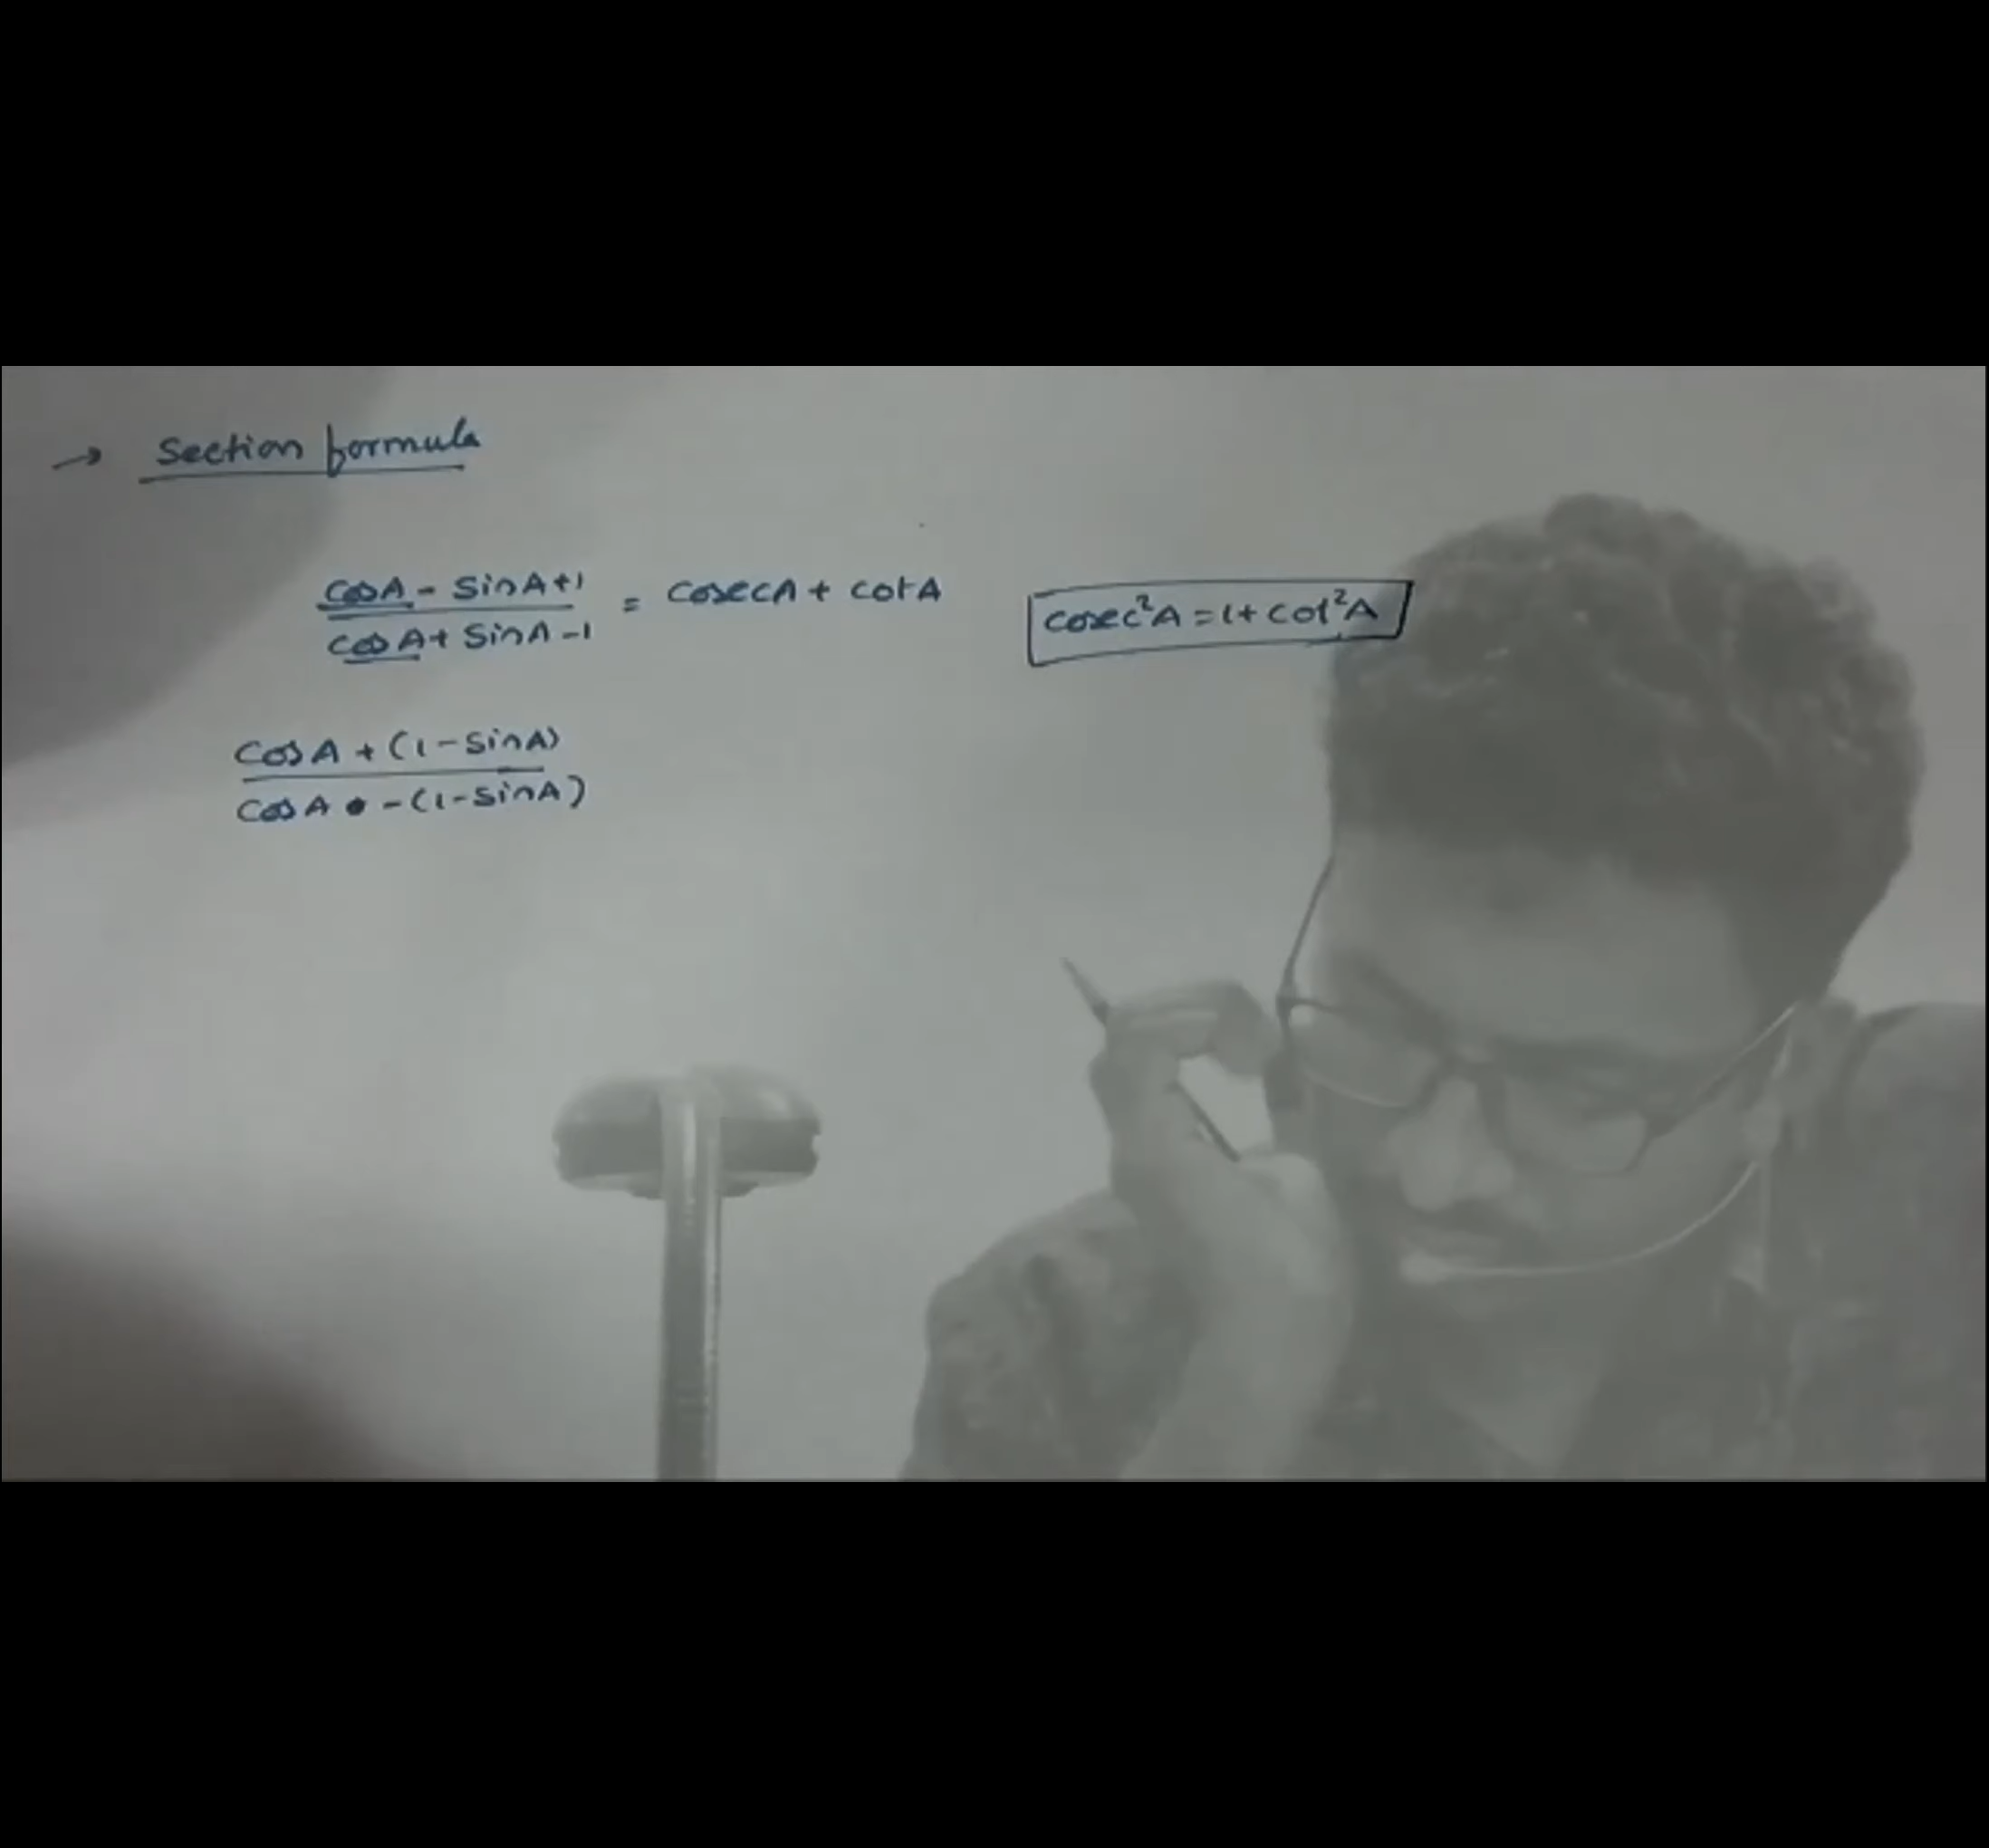 → Section formula
cosA - sinA+1 / cosA + sinA-1 = cosecA + cotA
cosec²A = 1+ cot²A
cosA + (1-sinA) / cosA • -(1-sinA)